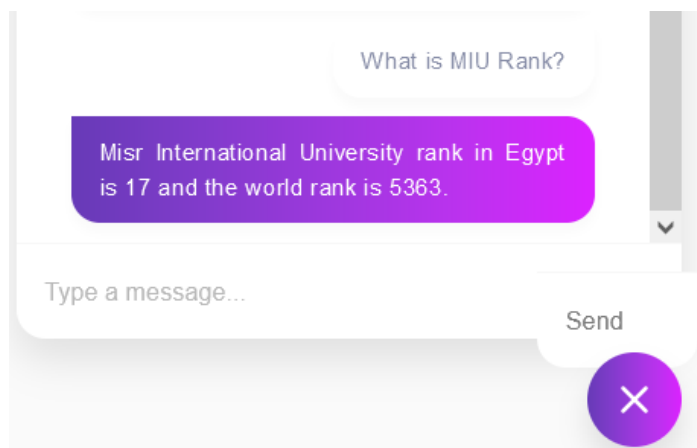 What is MIU Rank?
Misr International University rank in Egypt
is 17 and the world rank is 5363.
Type a message...
Send